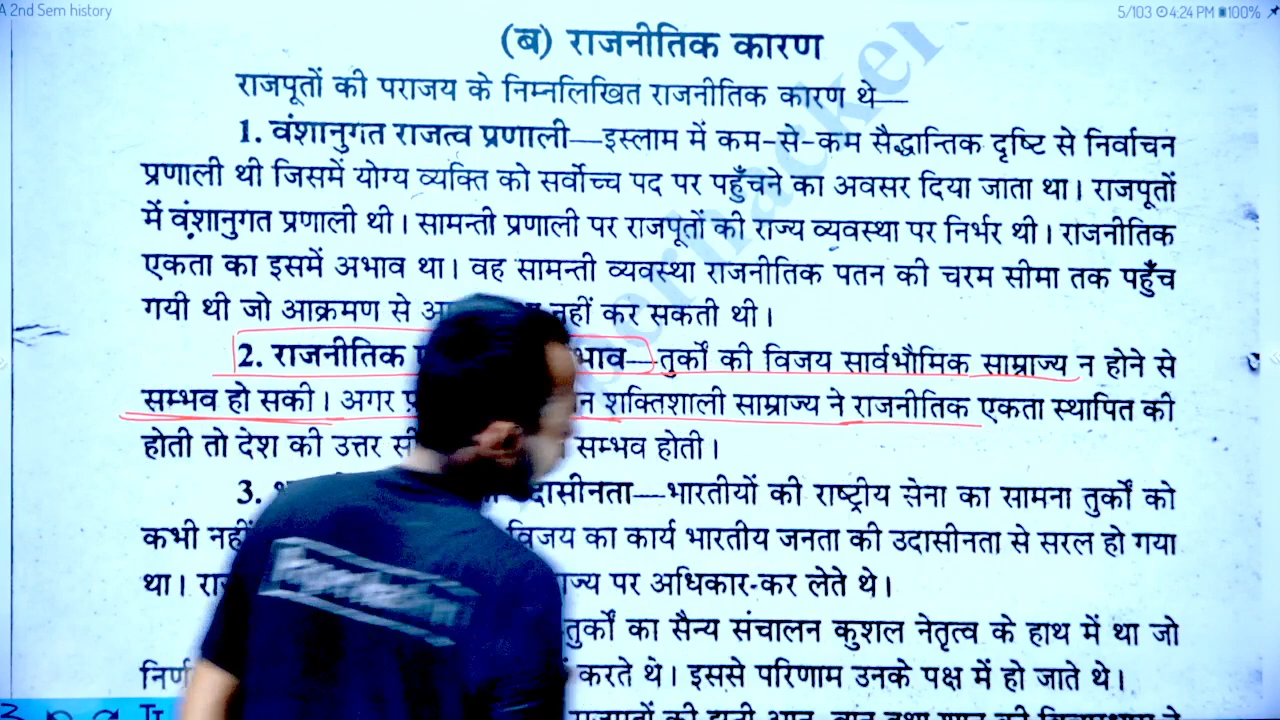 A 2nd Sem history
5/103 4:24 PM 100%
(ब) राजनीतिक कारण
राजपूतों की पराजय के निम्नलिखित राजनीतिक कारण थे—
1. वंशानुगत राजत्व प्रणाली—इस्लाम में कम-से-कम सैद्धान्तिक दृष्टि से निर्वाचन
प्रणाली थी जिसमें योग्य व्यक्ति को सर्वोच्च पद पर पहुँचने का अवसर दिया जाता था। राजपूतों
में वंशानुगत प्रणाली थी। सामन्ती प्रणाली पर राजपूतों की राज्य व्यवस्था पर निर्भर थी। राजनीतिक
एकता का इसमें अभाव था। वह सामन्ती व्यवस्था राजनीतिक पतन की चरम सीमा तक पहुँच
गयी थी जो आक्रमण से नहीं कर सकती थी।
2. राजनीतिक भाव—तुर्कों की विजय सार्वभौमिक साम्राज्य न होने से
सम्भव हो सकी। अगर न शक्तिशाली साम्राज्य ने राजनीतिक एकता स्थापित की
होती तो देश की उत्तर सम्भव होती।
3. दासीनता—भारतीयों की राष्ट्रीय सेना का सामना तुर्कों को
कभी नहीं विजय का कार्य भारतीय जनता की उदासीनता से सरल हो गया
था। रा ज्य पर अधिकार-कर लेते थे।
तुर्कों का सैन्य संचालन कुशल नेतृत्व के हाथ में था जो
निर्ण करते थे। इससे परिणाम उनके पक्ष में हो जाते थे।